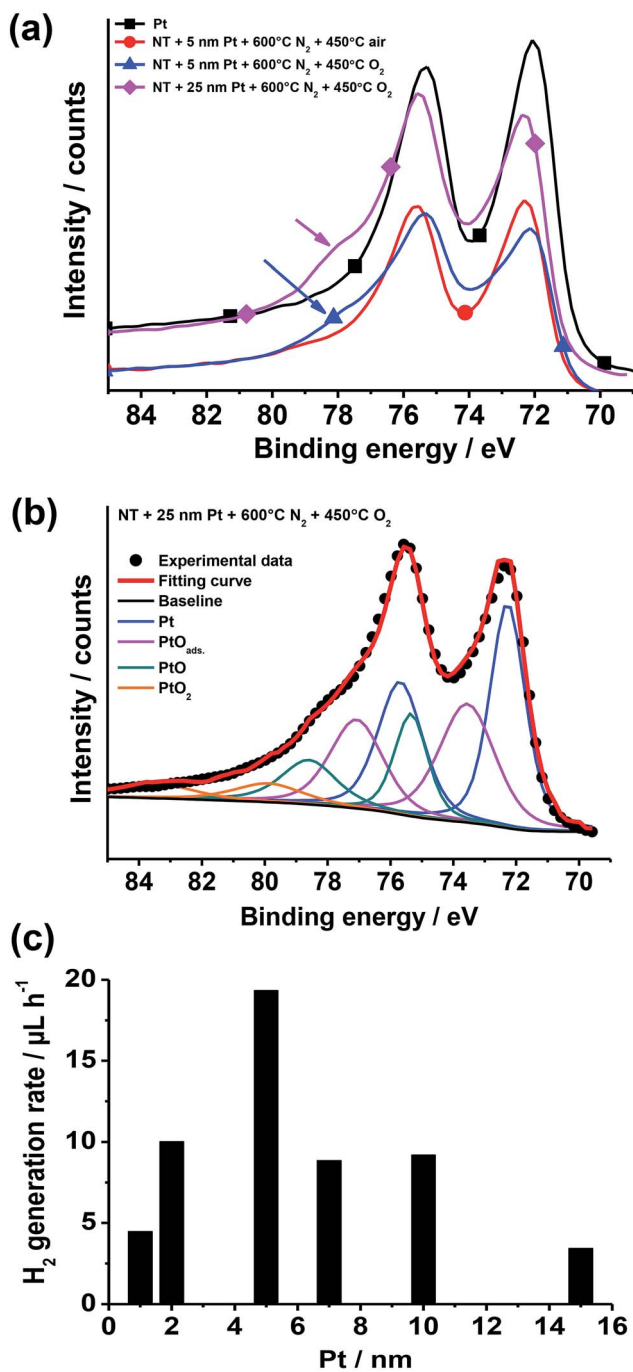 (a)
Pt
NT + 5 nm Pt + 600°C N₂ + 450°C air
NT + 5 nm Pt + 600°C N₂ + 450°C O₂
NT + 25 nm Pt + 600°C N₂ + 450°C O₂
Intensity / counts
84 82 80 78 76 74 72 70
Binding energy / eV
(b)
NT + 25 nm Pt + 600°C N₂ + 450°C O₂
Experimental data
Fitting curve
Baseline
Pt
PtO ads.
PtO
PtO₂
Intensity / counts
84 82 80 78 76 74 72 70
Binding energy / eV
(c)
H₂ generation rate / µL h⁻¹
20
15
10
5
0
0 2 4 6 8 10 12 14 16
Pt / nm